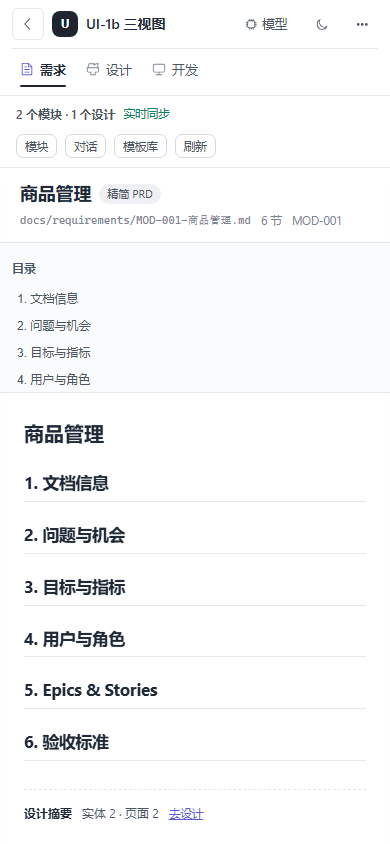 U UI-1b 三视图 模型
需求 设计 开发
2 个模块 · 1 个设计 实时同步
模块 对话 模板库 刷新
商品管理 精简 PRD
docs/requirements/MOD-001-商品管理.md 6 节 MOD-001
目录
1. 文档信息
2. 问题与机会
3. 目标与指标
4. 用户与角色
商品管理
1. 文档信息
2. 问题与机会
3. 目标与指标
4. 用户与角色
5. Epics & Stories
6. 验收标准
设计摘要 实体 2 · 页面 2 去设计